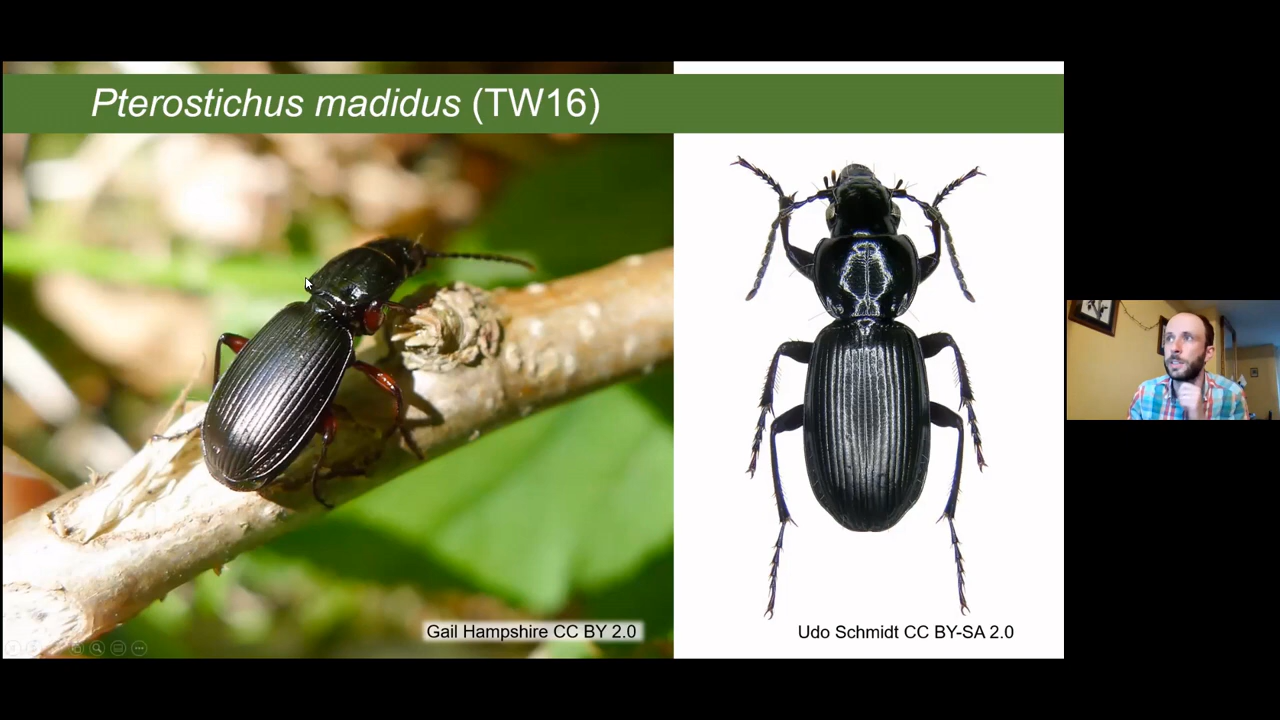 Pterostichus madidus (TW16)
Gail Hampshire CC BY 2.0
Udo Schmidt CC BY-SA 2.0